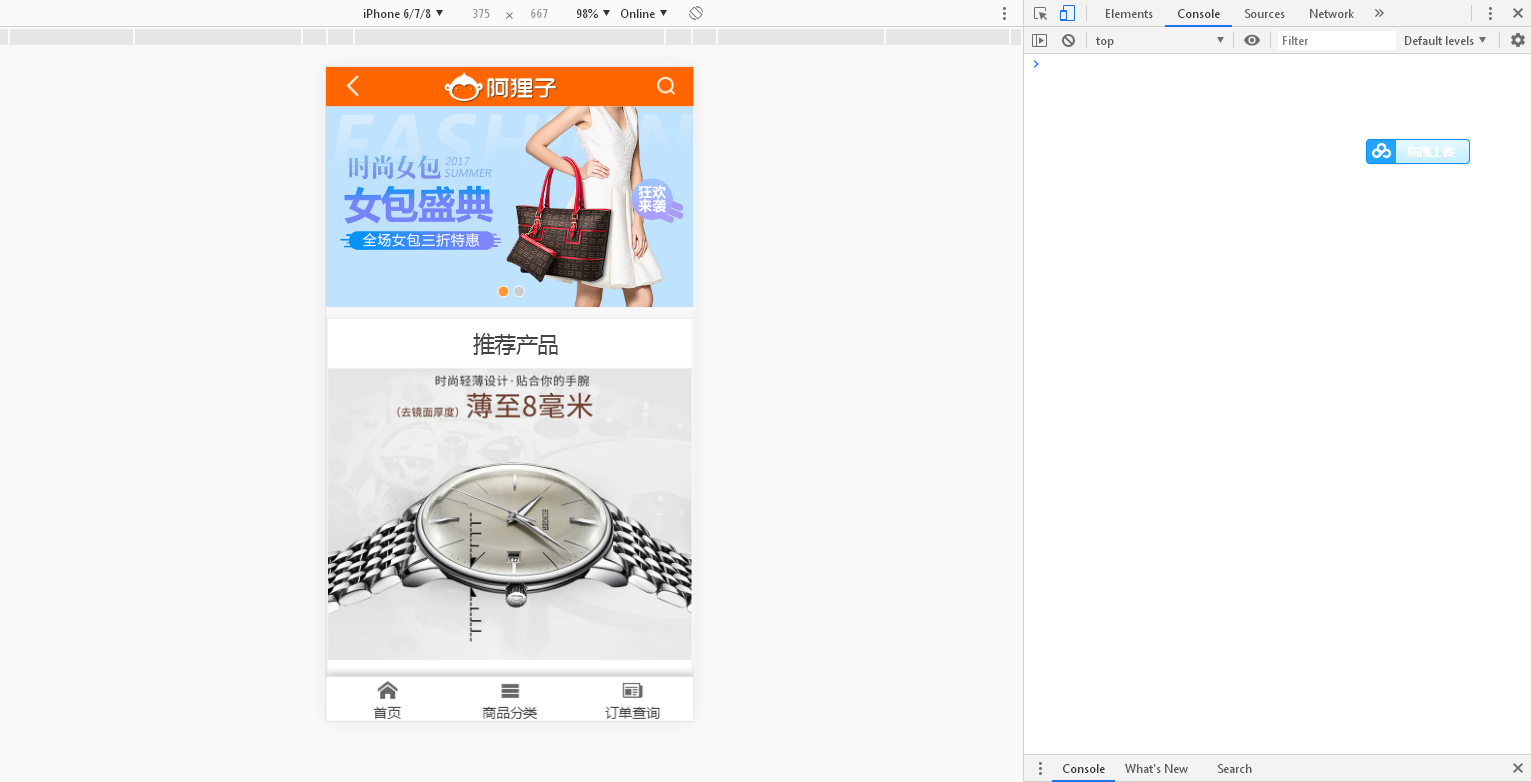 iPhone 6/7/8 ▼ 375 × 667 98% ▼ Online ▼
Elements Console Sources Network »
top ▼ Filter Default levels ▼
阿狸子
FASHION
时尚女包 2017 SUMMER
女包盛典
全场女包三折特惠
狂欢
来袭
拖拽上传
推荐产品
时尚轻薄设计·贴合你的手腕
(去镜面厚度) 薄至8毫米
首页 商品分类 订单查询
Console What's New Search